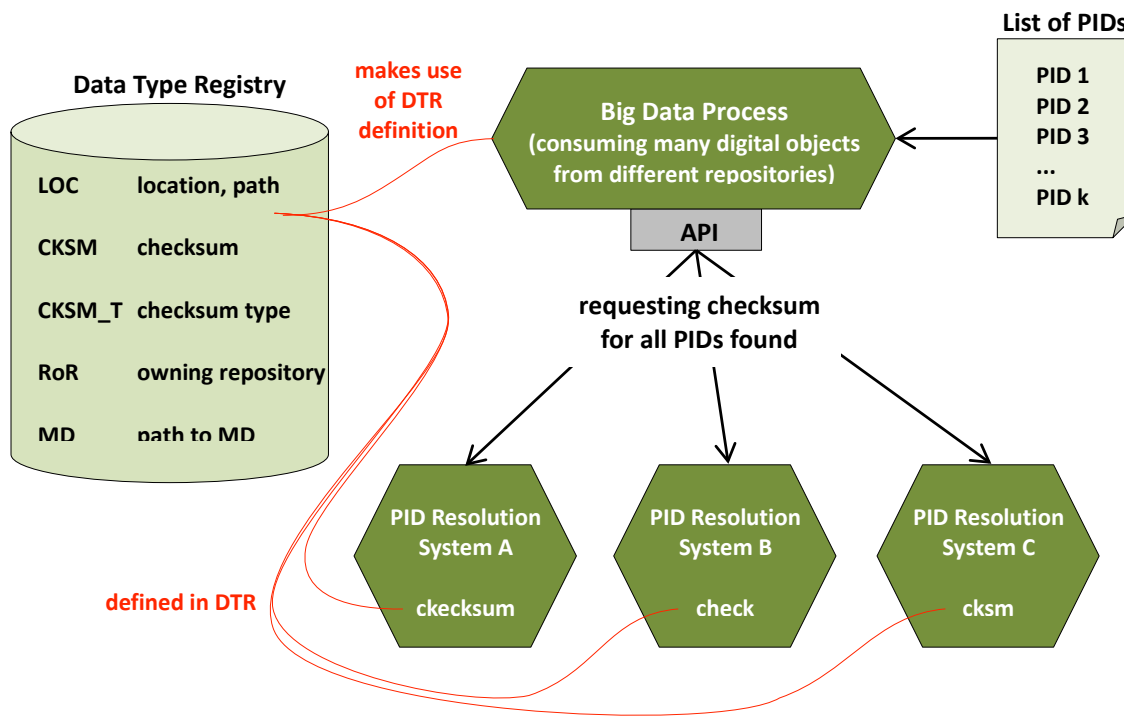 List of PIDs
PID 1
PID 2
PID 3
...
PID k
Data Type Registry
LOC location, path
CKSM checksum
CKSM_T checksum type
RoR owning repository
MD path to MD
makes use
of DTR
definition
Big Data Process
(consuming many digital objects
from different repositories)
API
requesting checksum
for all PIDs found
PID Resolution
System A
ckecksum
PID Resolution
System B
check
PID Resolution
System C
cksm
defined in DTR